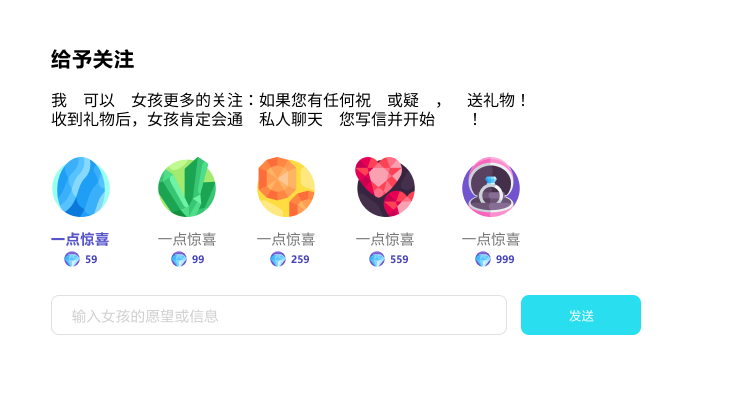 给予关注
我 可以 女孩更多的关注：如果您有任何祝 或疑 ， 送礼物！
收到礼物后，女孩肯定会通 私人聊天 您写信并开始 ！
一点惊喜 一点惊喜 一点惊喜 一点惊喜 一点惊喜
59 99 259 559 999
输入女孩的愿望或信息 发送